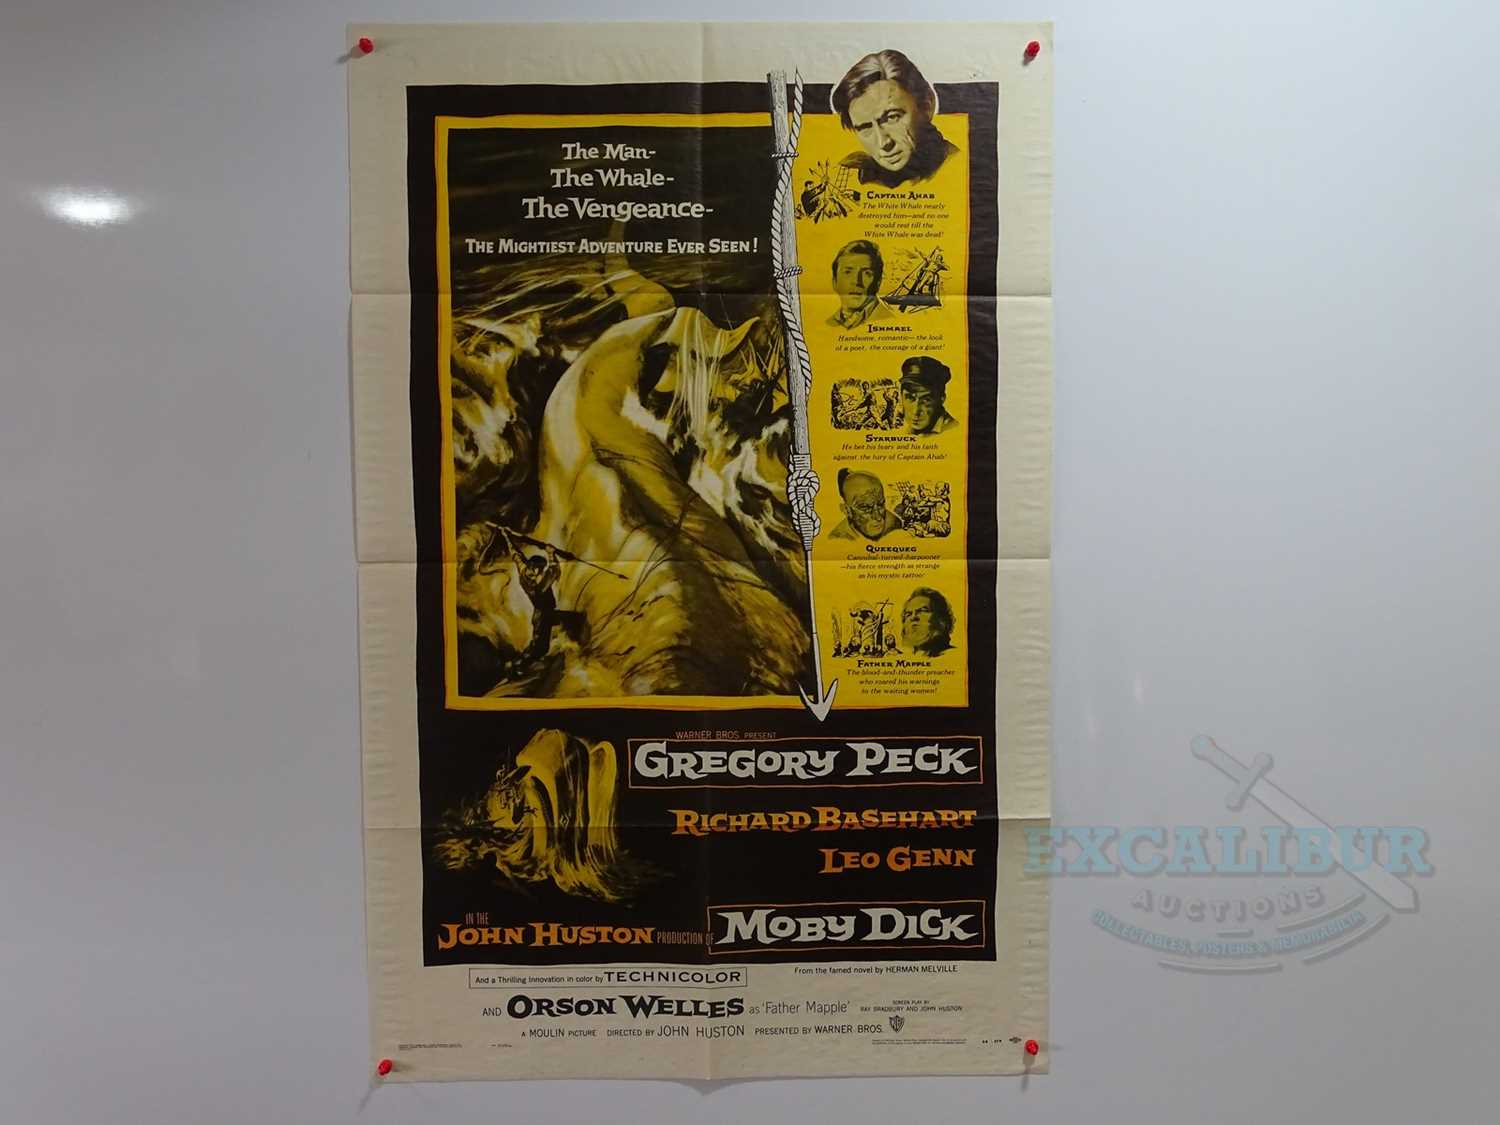 The Man-
The Whale-
The Vengeance-
The Mightiest Adventure Ever Seen!
Captain Ahab
The White Whale nearly
destroyed him—and no one
would rest till the
White Whale was dead!
Ishmael
Handsome, romantic—the look
of a poet, the courage of a giant!
Starbuck
He bet his fears and his faith
against the fury of Captain Ahab!
Queequeg
Cannibal-turned-harpooner
—his fierce strength as strange
as his mystic tattoo!
Father Mapple
The blood-and-thunder preacher
who roared his warnings
to the waiting women!
WARNER BROS. PRESENT
Gregory Peck
Richard Basehart
Leo Genn
IN THE
John Huston PRODUCTION OF Moby Dick
And a Thrilling Innovation in color by TECHNICOLOR
From the famed novel by HERMAN MELVILLE
AND Orson Welles as 'Father Mapple'
SCREEN PLAY BY
RAY BRADBURY AND JOHN HUSTON
A MOULIN PICTURE DIRECTED BY JOHN HUSTON PRESENTED BY WARNER BROS. WB
EXCALIBUR
AUCTIONS
COLLECTABLES, POSTERS & MEMORABILIA